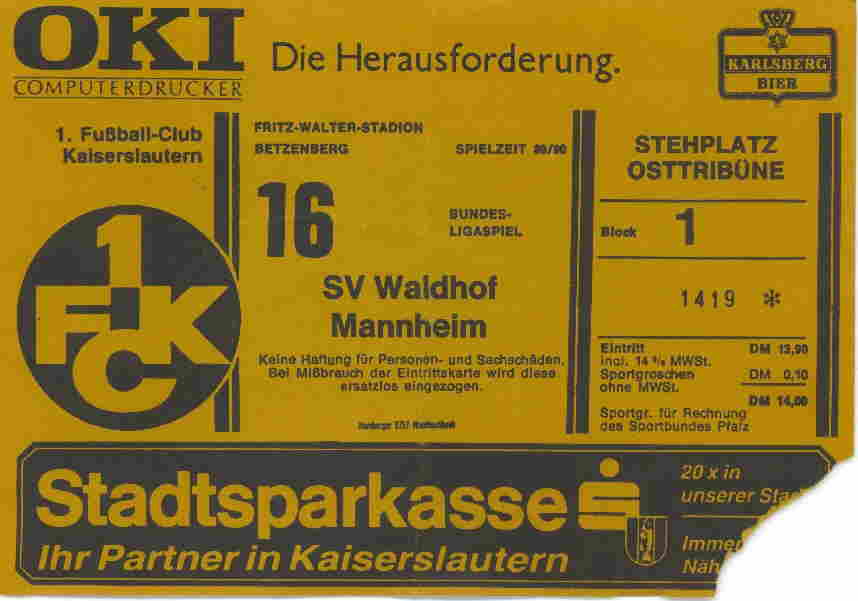 OKI
COMPUTERDRUCKER
Die Herausforderung.
KARLSBERG
BIER
1. Fußball-Club
Kaiserslautern
1
FCK
FRITZ-WALTER-STADION
BETZENBERG
SPIELZEIT 89/90
16
BUNDES-
LIGASPIEL
SV Waldhof
Mannheim
Keine Haftung für Personen- und Sachschäden.
Bei Mißbrauch der Eintrittskarte wird diese
ersatzlos eingezogen.
STEHPLATZ
OSTTRIBÜNE
Block 1
1419 *
Eintritt DM 13,90
incl. 14 % MWSt.
Sportgroschen DM 0,10
ohne MWSt.
DM 14,00
Sportgr. für Rechnung
des Sportbundes Pfalz
Stadtsparkasse
Ihr Partner in Kaiserslautern
20 x in
unserer
Immer